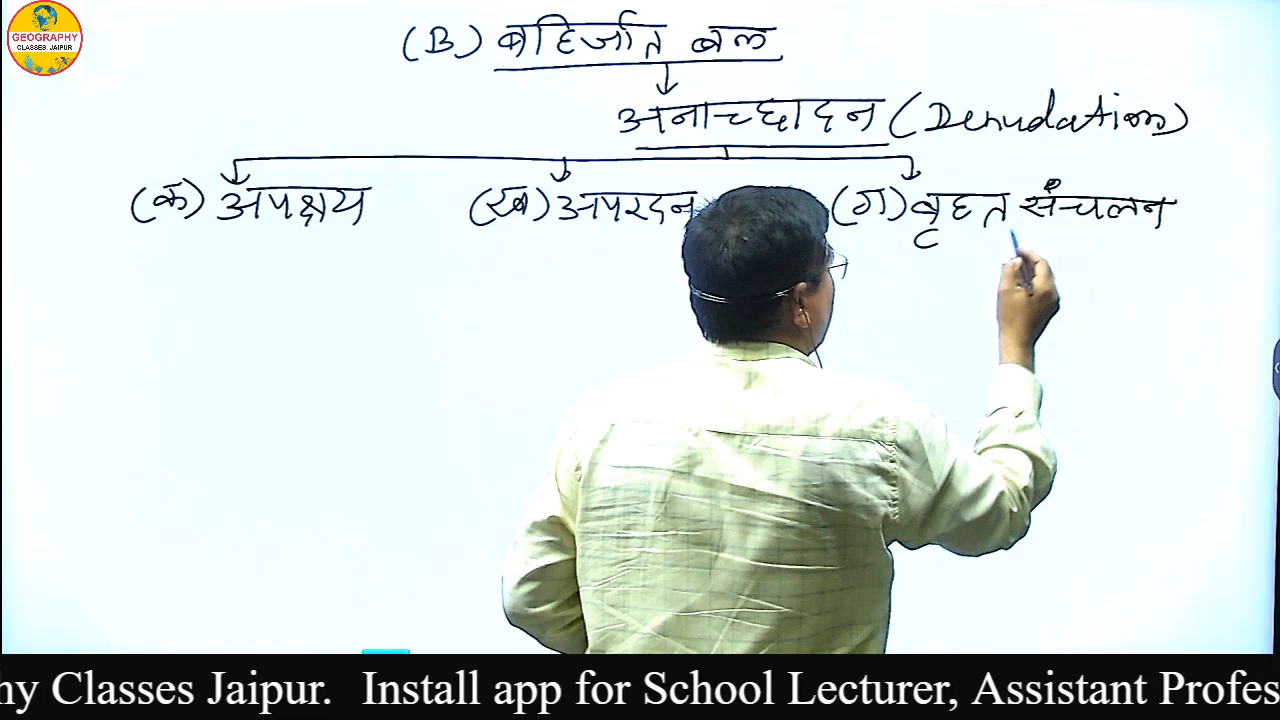 GEOGRAPHY
CLASSES JAIPUR
(B) बहिर्जात बल
अनाच्छादन (Denudation)
(क) अपक्षय (ख) अपरदन (ग) बृहत संचलन
hy Classes Jaipur. Install app for School Lecturer, Assistant Profes